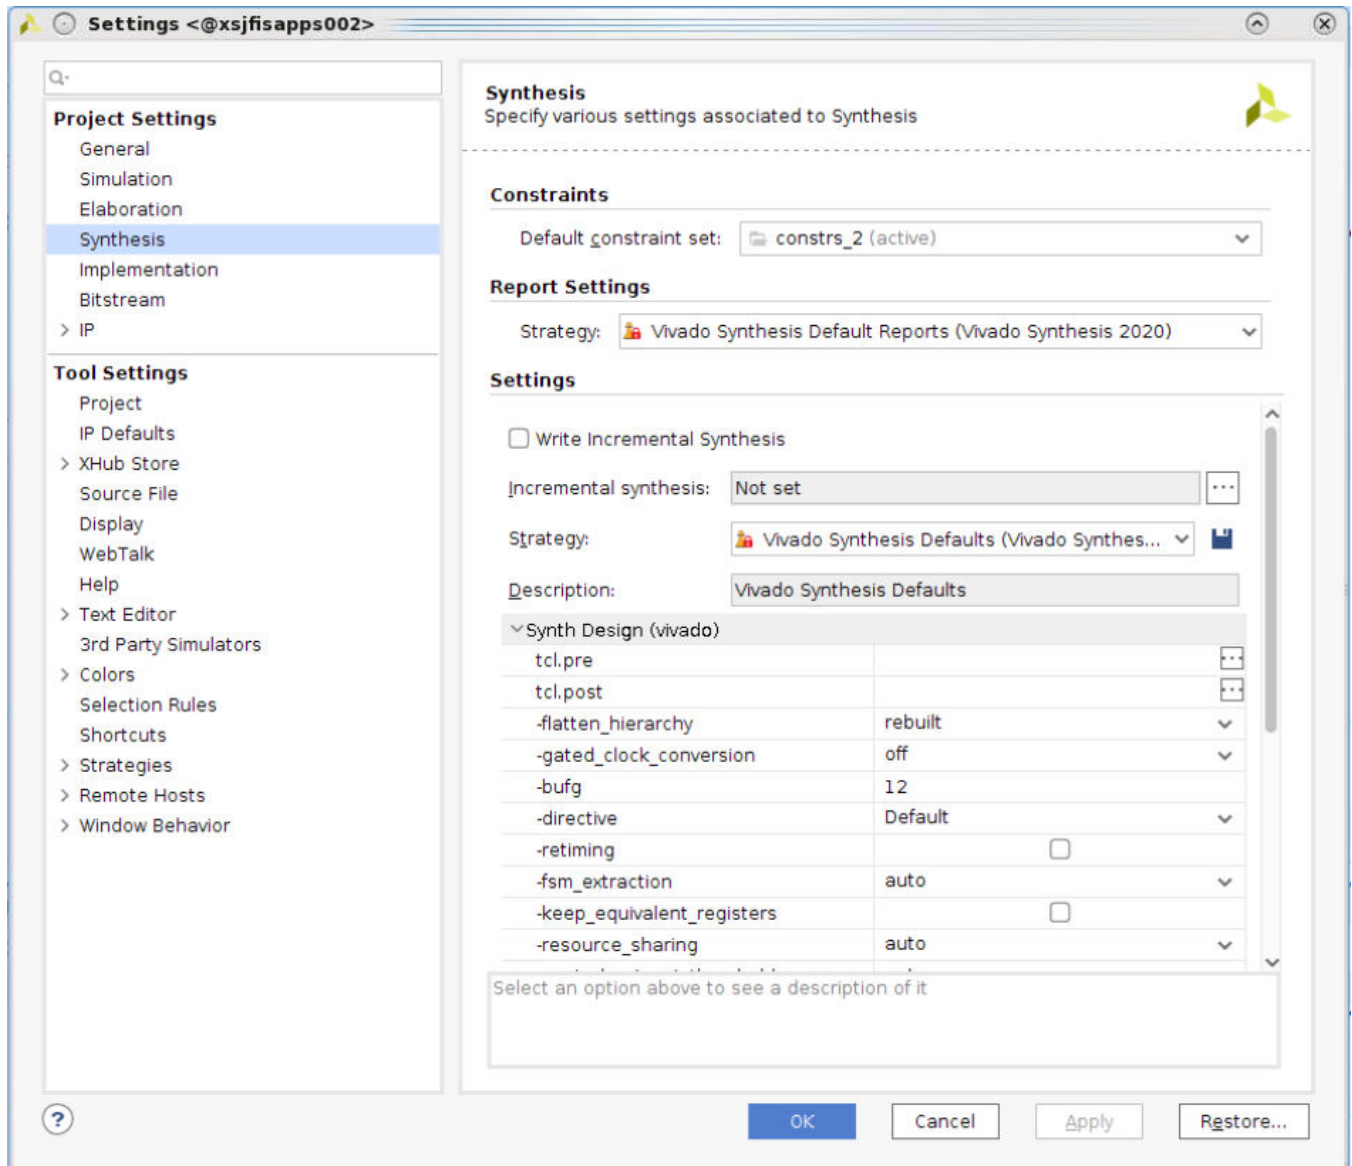 Settings <@xsjfisapps002>
Project Settings
General
Simulation
Elaboration
Synthesis
Implementation
Bitstream
IP
Tool Settings
Project
IP Defaults
XHub Store
Source File
Display
WebTalk
Help
Text Editor
3rd Party Simulators
Colors
Selection Rules
Shortcuts
Strategies
Remote Hosts
Window Behavior
Synthesis
Specify various settings associated to Synthesis
Constraints
Default constraint set: constrs_2 (active)
Report Settings
Strategy: Vivado Synthesis Default Reports (Vivado Synthesis 2020)
Settings
Write Incremental Synthesis
Incremental synthesis: Not set
Strategy: Vivado Synthesis Defaults (Vivado Synthes...
Description: Vivado Synthesis Defaults
Synth Design (vivado)
tcl.pre
tcl.post
-flatten_hierarchy rebuilt
-gated_clock_conversion off
-bufg 12
-directive Default
-retiming
-fsm_extraction auto
-keep_equivalent_registers
-resource_sharing auto
Select an option above to see a description of it
? OK Cancel Apply Restore...